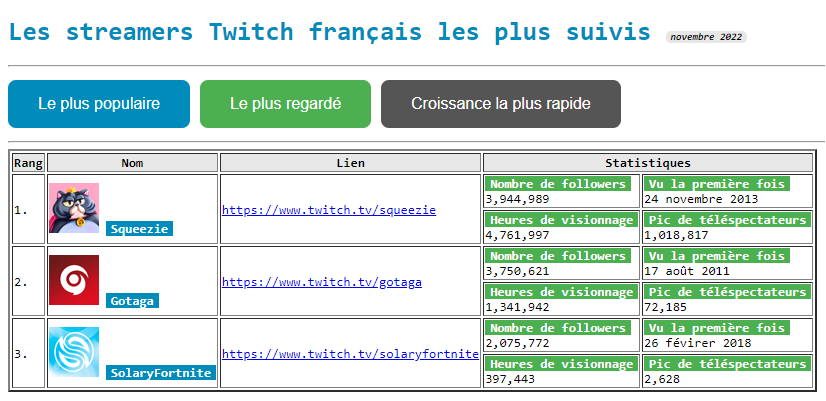 Les streamers Twitch français les plus suivis novembre 2022
Le plus populaire Le plus regardé Croissance la plus rapide
Rang Nom Lien Statistiques
1. Squeezie https://www.twitch.tv/squeezie
Nombre de followers Vu la première fois
3,944,989 24 novembre 2013
Heures de visionnage Pic de téléspectateurs
4,761,997 1,018,817
2. Gotaga https://www.twitch.tv/gotaga
Nombre de followers Vu la première fois
3,750,621 17 août 2011
Heures de visionnage Pic de téléspectateurs
1,341,942 72,185
3. SolaryFortnite https://www.twitch.tv/solaryfortnite
Nombre de followers Vu la première fois
2,075,772 26 févirer 2018
Heures de visionnage Pic de téléspectateurs
397,443 2,628